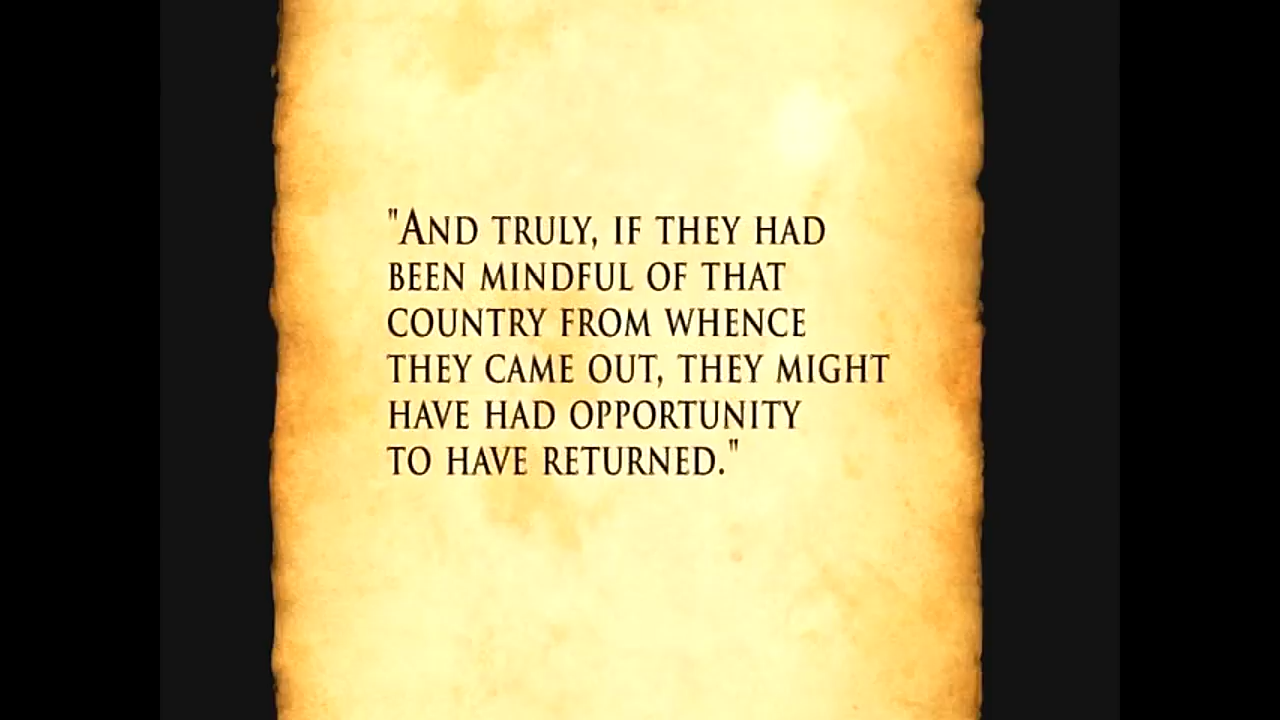 "AND TRULY, IF THEY HAD
BEEN MINDFUL OF THAT
COUNTRY FROM WHENCE
THEY CAME OUT, THEY MIGHT
HAVE HAD OPPORTUNITY
TO HAVE RETURNED."